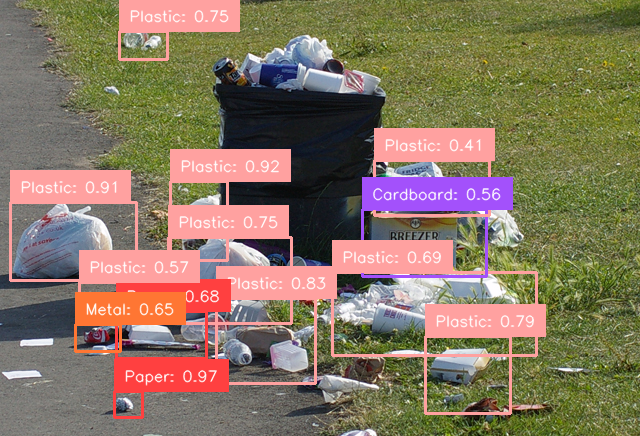 Plastic: 0.75
Plastic: 0.41
Plastic: 0.92
Plastic: 0.91
Cardboard: 0.56
BREEZER
Plastic: 0.75
Plastic: 0.69
Plastic: 0.57
Plastic: 0.83
0.68
Metal: 0.65
Plastic: 0.79
Paper: 0.97